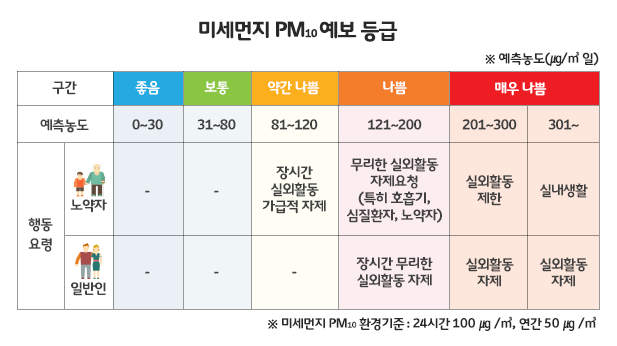 미세먼지 PM10 예보 등급
※ 예측농도(㎍/㎥ 일)
구간 좋음 보통 약간 나쁨 나쁨 매우 나쁨
예측농도 0~30 31~80 81~120 121~200 201~300 301~
행동
요령
노약자
-
-
장시간
실외활동
가급적 자제
무리한 실외활동
자제요청
(특히 호흡기,
심질환자, 노약자)
실외활동
제한
실내생활
일반인
-
-
-
장시간 무리한
실외활동 자제
실외활동
자제
실외활동
자제
※ 미세먼지 PM10 환경기준 : 24시간 100 ㎍ /㎥, 연간 50 ㎍ /㎥